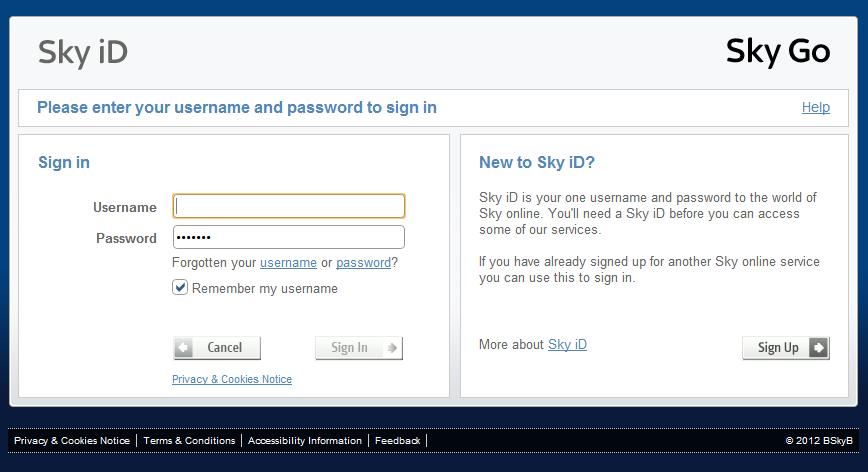 Sky iD
Sky Go
Please enter your username and password to sign in
Help
Sign in
Username
Password
•••••••
Forgotten your username or password?
Remember my username
Cancel
Sign In
Privacy & Cookies Notice
New to Sky iD?
Sky iD is your one username and password to the world of
Sky online. You'll need a Sky iD before you can access
some of our services.
If you have already signed up for another Sky online service
you can use this to sign in.
More about Sky iD
Sign Up
Privacy & Cookies Notice | Terms & Conditions | Accessibility Information | Feedback |
© 2012 BSkyB